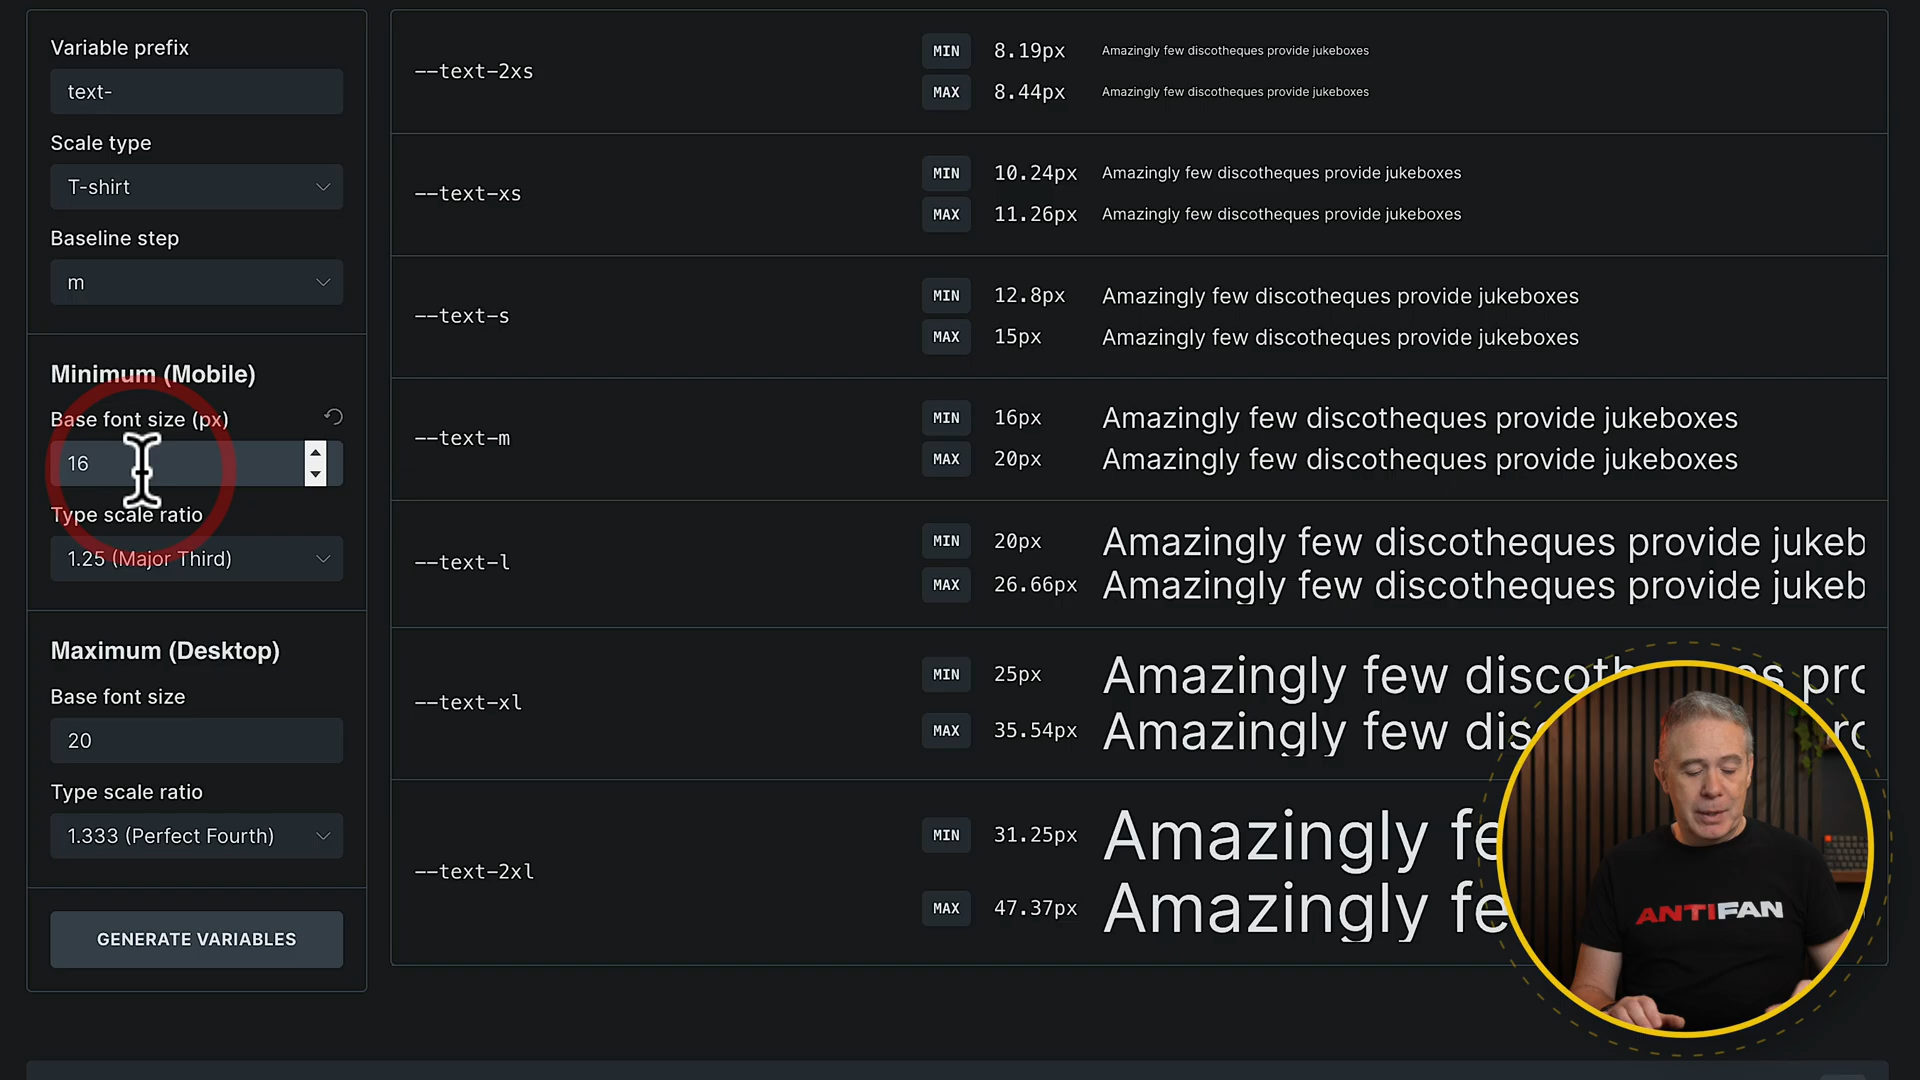 Variable prefix
text-
Scale type
T-shirt
Baseline step
m
Minimum (Mobile)
Base font size (px)
16
Type scale ratio
1.25 (Major Third)
Maximum (Desktop)
Base font size
20
Type scale ratio
1.333 (Perfect Fourth)
GENERATE VARIABLES
--text-2xs
MIN 8.19px Amazingly few discotheques provide jukeboxes
MAX 8.44px Amazingly few discotheques provide jukeboxes
--text-xs
MIN 10.24px Amazingly few discotheques provide jukeboxes
MAX 11.26px Amazingly few discotheques provide jukeboxes
--text-s
MIN 12.8px Amazingly few discotheques provide jukeboxes
MAX 15px Amazingly few discotheques provide jukeboxes
--text-m
MIN 16px Amazingly few discotheques provide jukeboxes
MAX 20px Amazingly few discotheques provide jukeboxes
--text-l
MIN 20px Amazingly few discotheques provide jukeb
MAX 26.66px Amazingly few discotheques provide jukeb
--text-xl
MIN 25px Amazingly few discotheques pro
MAX 35.54px Amazingly few dis
--text-2xl
MIN 31.25px Amazingly fe
MAX 47.37px Amazingly fe
ANTIFAN